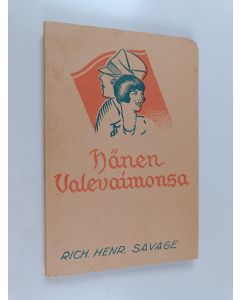 Hänen
Valevaimonsa
RICH. HENR. SAVAGE